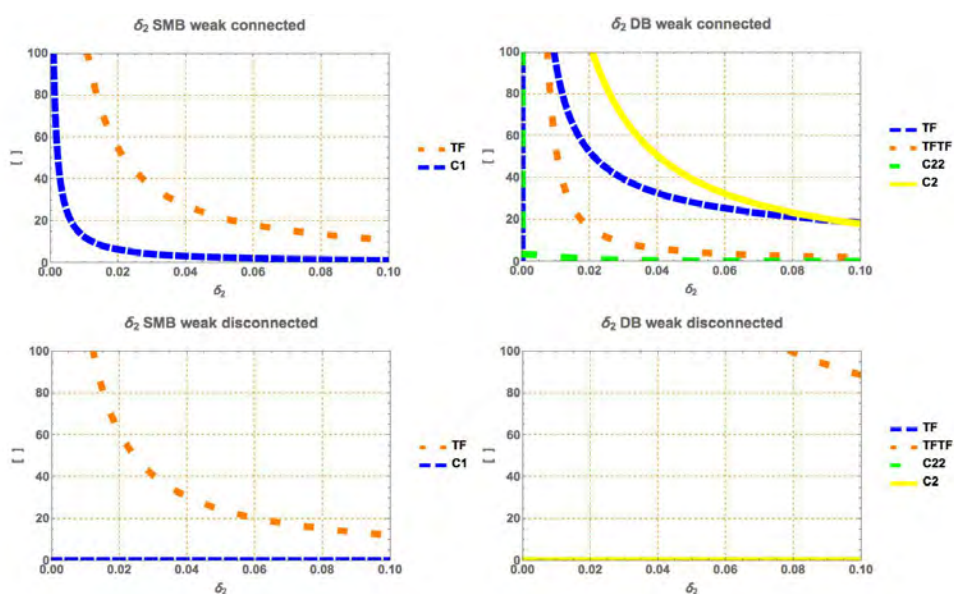 δ₂ SMB weak connected
100
80
60
40
20
0
[ ]
0.00 0.02 0.04 0.06 0.08 0.10
δ₂
TF
C1
δ₂ DB weak connected
100
80
60
40
20
0
[ ]
0.00 0.02 0.04 0.06 0.08 0.10
δ₂
TF
TFTF
C22
C2
δ₂ SMB weak disconnected
100
80
60
40
20
0
[ ]
0.00 0.02 0.04 0.06 0.08 0.10
δ₂
TF
C1
δ₂ DB weak disconnected
100
80
60
40
20
0
[ ]
0.00 0.02 0.04 0.06 0.08 0.10
δ₂
TF
TFTF
C22
C2